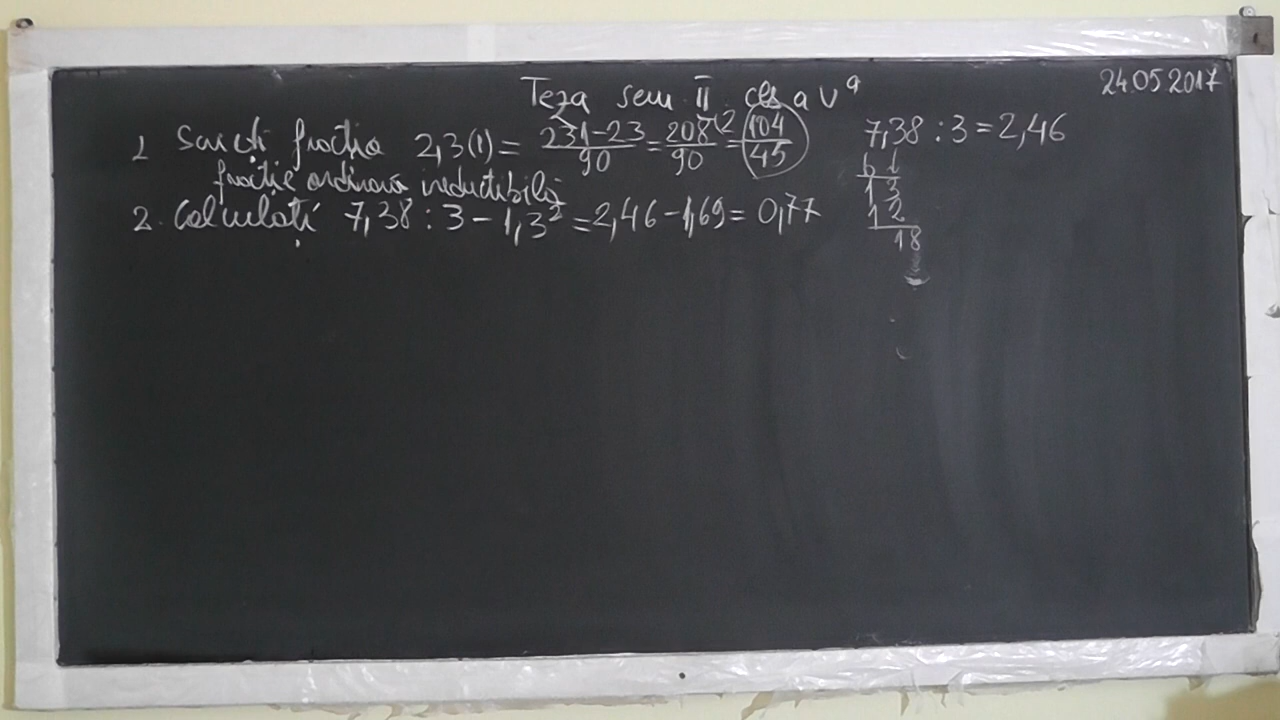 Teza sem II cls a V a
24.05 2017
1. Scrieți fracția 2,3(1) = 231-23/90 = 208/90 (2 = 104/45
fracție ordinară ireductibilă
2. Calculați 7,38 : 3 - 1,3² = 2,46 - 1,69 = 0,77
7,38 : 3 = 2,46
6
13
12
18